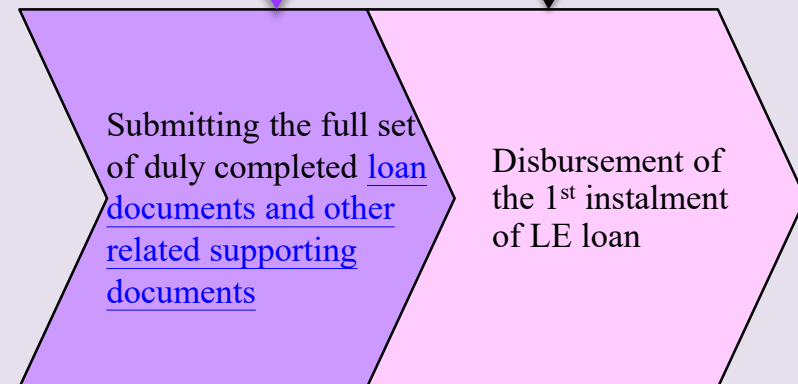 Submitting the full set
of duly completed loan
documents and other
related supporting
documents
Disbursement of
the 1st instalment
of LE loan